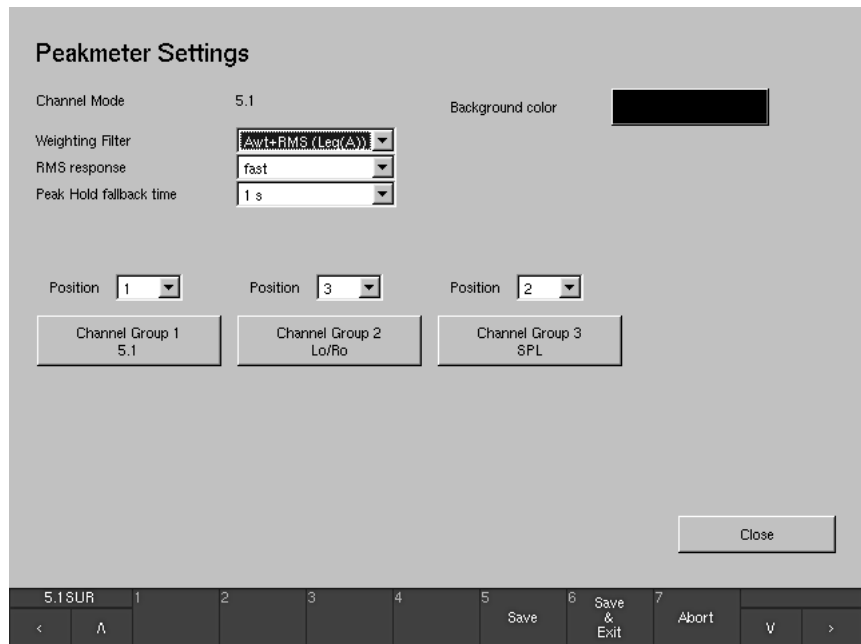 Peakmeter Settings
Channel Mode 5.1 Background color
Weighting Filter Awt+RMS (Leq(A))
RMS response fast
Peak Hold fallback time 1 s
Position 1 Position 3 Position 2
Channel Group 1 Channel Group 2 Channel Group 3
5.1 Lo/Ro SPL
Close
5.1SUR 1 2 3 4 5 6 7
< Λ Save Save & Exit Abort V >